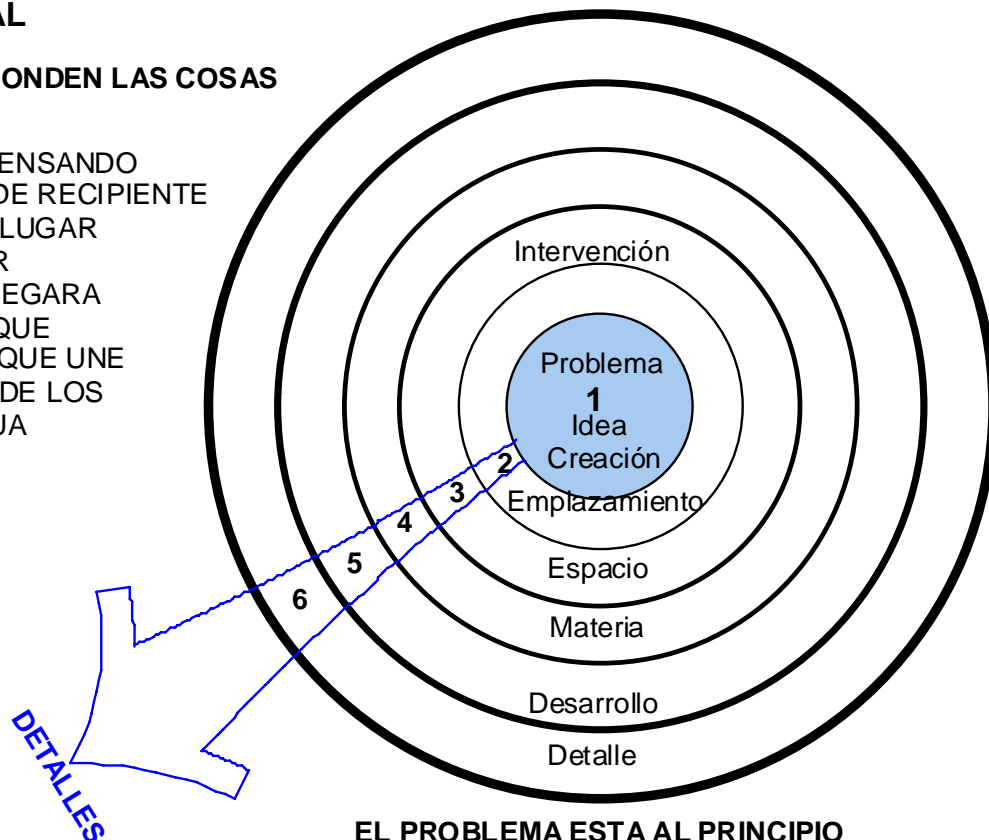 AL
ONDEN LAS COSAS
ENSANDO
DE RECIPIENTE
LUGAR
R
EGARA
QUE
QUE UNE
DE LOS
UA
Intervención
Problema
1
Idea
Creación
2
Emplazamiento
3
4
Espacio
5
6
Materia
Desarrollo
Detalle
DETALLES
EL PROBLEMA ESTA AL PRINCIPIO